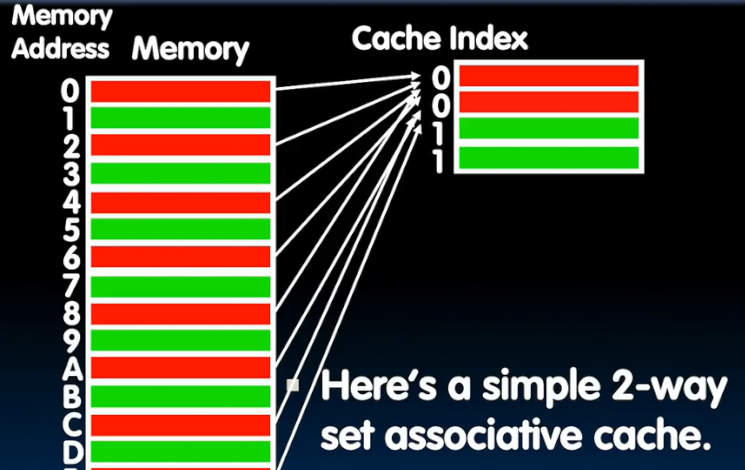 Memory
Address Memory
Cache Index
0
1
2
3
4
5
6
7
8
9
A
B
C
D
0
0
1
1
Here's a simple 2-way
set associative cache.